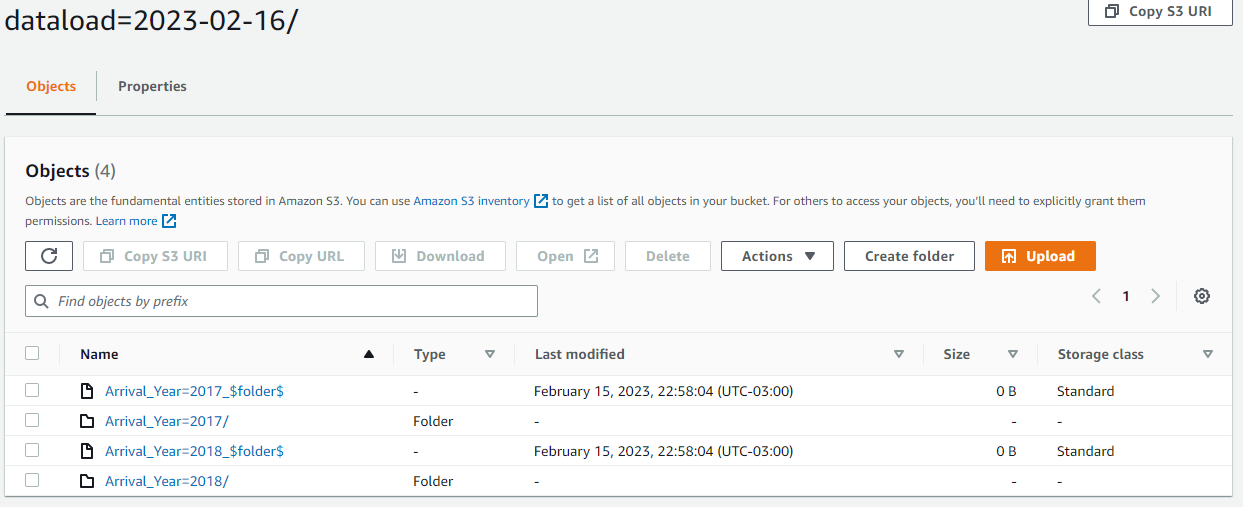 dataload=2023-02-16/
Copy S3 URI
Objects Properties
Objects (4)
Objects are the fundamental entities stored in Amazon S3. You can use Amazon S3 inventory to get a list of all objects in your bucket. For others to access your objects, you'll need to explicitly grant them
permissions. Learn more
Copy S3 URI Copy URL Download Open Delete Actions Create folder Upload
Find objects by prefix
1
Name Type Last modified Size Storage class
Arrival_Year=2017_$folder$ - February 15, 2023, 22:58:04 (UTC-03:00) 0 B Standard
Arrival_Year=2017/ Folder - - -
Arrival_Year=2018_$folder$ - February 15, 2023, 22:58:04 (UTC-03:00) 0 B Standard
Arrival_Year=2018/ Folder - - -